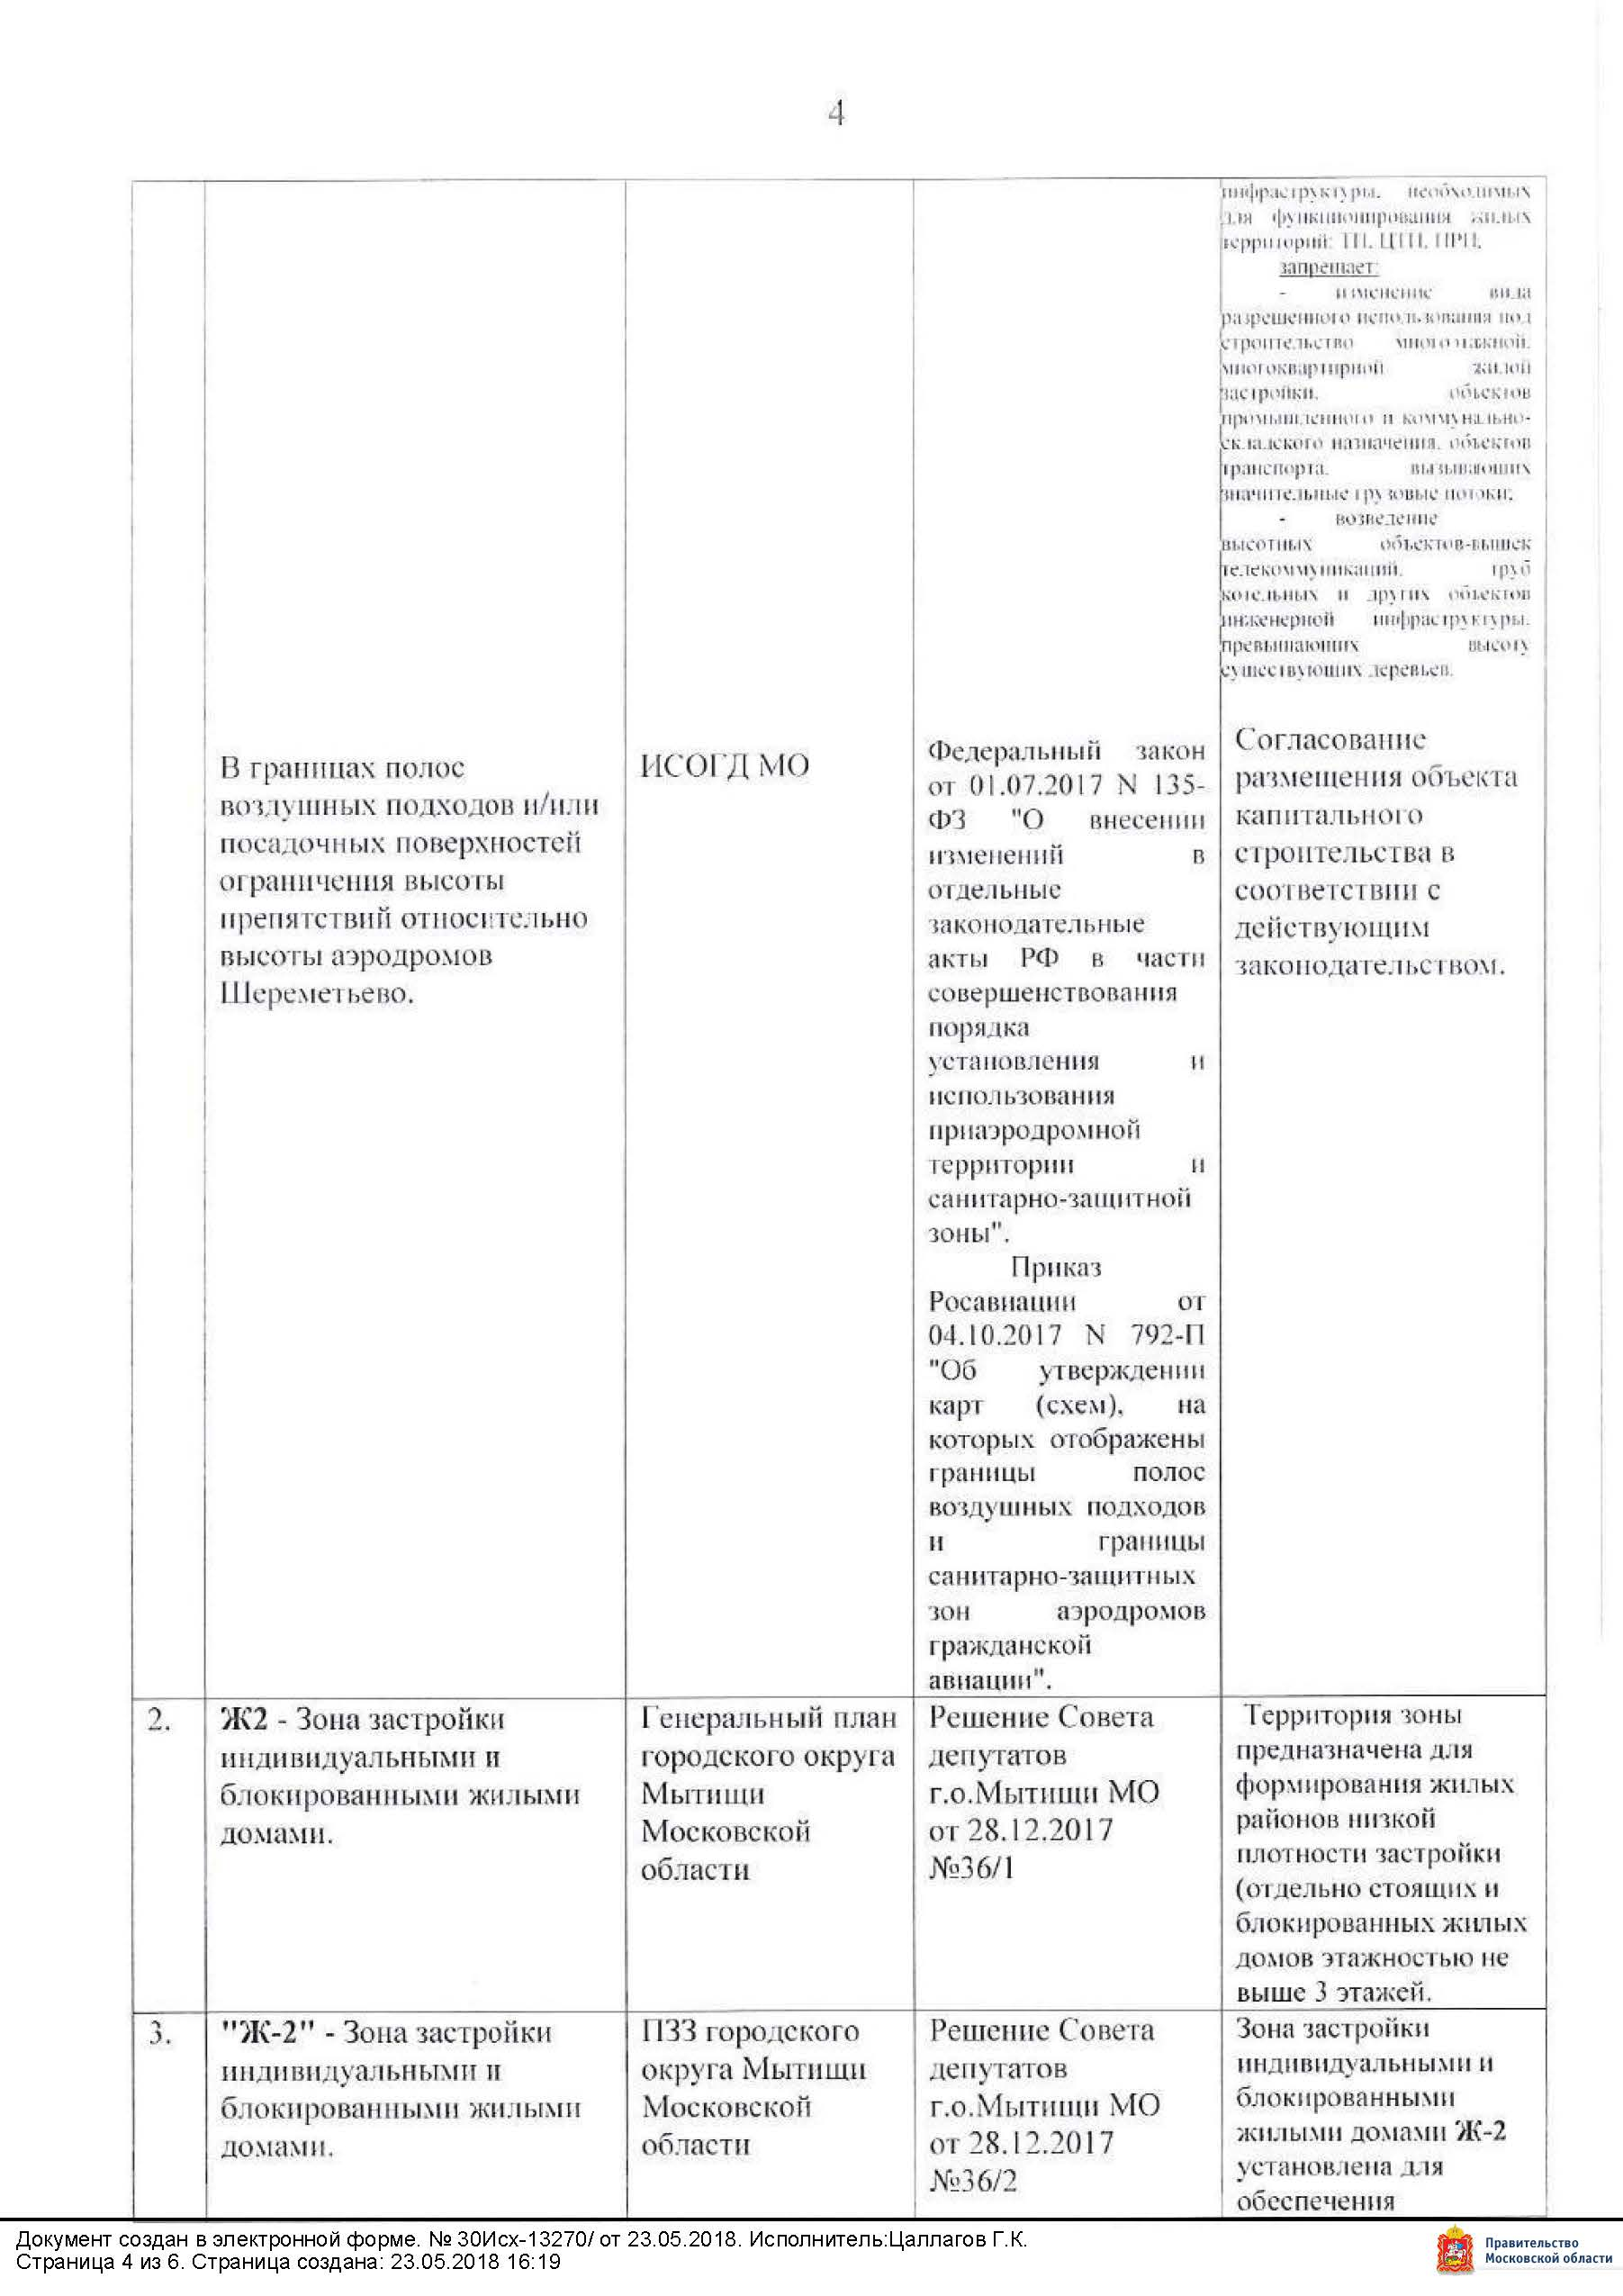 4
инфраструктуры, необходимых
для функционирования жилых
территорий: ТП, ЦТП, ПРП,
запрещает:
- изменение вида
разрешенного использования под
строительство многоэтажной,
многоквартирной жилой
застройки, объектов
промышленного и коммунально-
складского назначения, объектов
транспорта, вызывающих
значительные грузовые потоки;
- возведение
высотных объектов-вышек
телекоммуникаций, труб
котельных и других объектов
инженерной инфраструктуры,
превышающих высоту
существующих деревьев.
В границах полос
воздушных подходов и/или
посадочных поверхностей
ограничения высоты
препятствий относительно
высоты аэродромов
Шереметьево.
ИСОГД МО
Федеральный закон
от 01.07.2017 N 135-
ФЗ "О внесении
изменений в
отдельные
законодательные
акты РФ в части
совершенствования
порядка
установления и
использования
приаэродромной
территории и
санитарно-защитной
зоны".
Приказ
Росавиации от
04.10.2017 N 792-П
"Об утверждении
карт (схем), на
которых отображены
границы полос
воздушных подходов
и границы
санитарно-защитных
зон аэродромов
гражданской
авиации".
Согласование
размещения объекта
капитального
строительства в
соответствии с
действующим
законодательством.
2.
Ж2 - Зона застройки
индивидуальными и
блокированными жилыми
домами.
Генеральный план
городского округа
Мытищи
Московской
области
Решение Совета
депутатов
г.о.Мытищи МО
от 28.12.2017
№36/1
Территория зоны
предназначена для
формирования жилых
районов низкой
плотности застройки
(отдельно стоящих и
блокированных жилых
домов этажностью не
выше 3 этажей.
3.
"Ж-2" - Зона застройки
индивидуальными и
блокированными жилыми
домами.
ПЗЗ городского
округа Мытищи
Московской
области
Решение Совета
депутатов
г.о.Мытищи МО
от 28.12.2017
№36/2
Зона застройки
индивидуальными и
блокированными
жилыми домами Ж-2
установлена для
обеспечения
Документ создан в электронной форме. № 30Исх-13270/ от 23.05.2018. Исполнитель:Цаллагов Г.К.
Страница 4 из 6. Страница создана: 23.05.2018 16:19
Правительство
Московской области